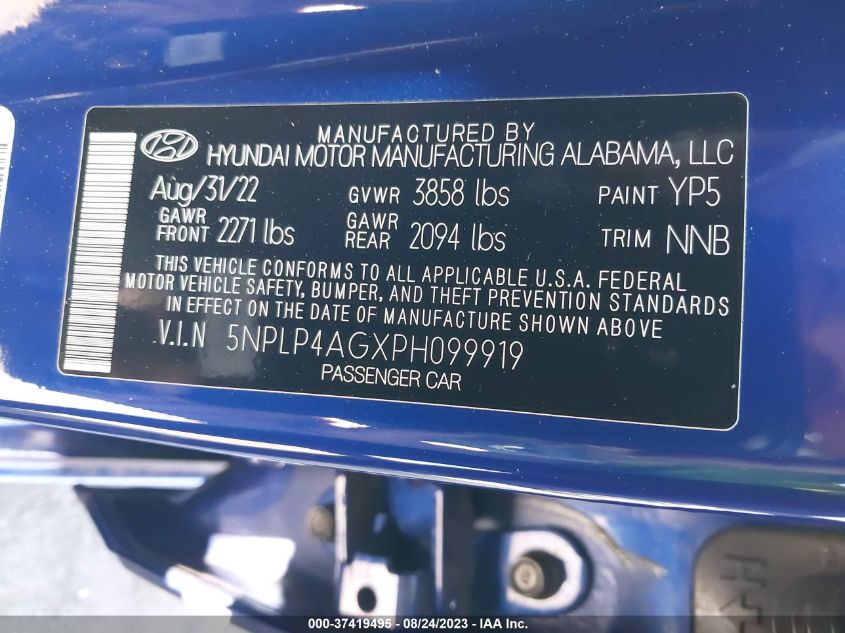 MANUFACTURED BY
HYUNDAI MOTOR MANUFACTURING ALABAMA, LLC
Aug/31/22 GVWR 3858 lbs PAINT YP5
GAWR FRONT 2271 lbs GAWR REAR 2094 lbs TRIM NNB
THIS VEHICLE CONFORMS TO ALL APPLICABLE U.S.A. FEDERAL
MOTOR VEHICLE SAFETY, BUMPER, AND THEFT PREVENTION STANDARDS
IN EFFECT ON THE DATE OF MANUFACTURE SHOWN ABOVE
V.I.N 5NPLP4AGXPH099919
PASSENGER CAR
000-37419495 - 08/24/2023 - IAA Inc.